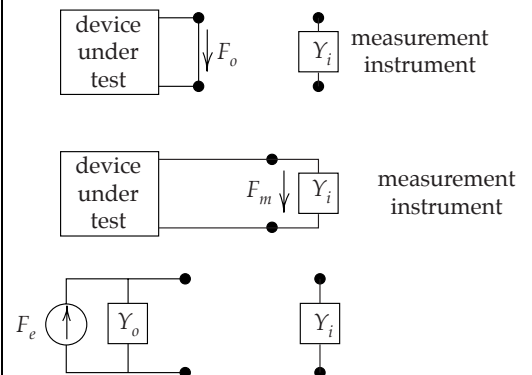 device
under
test
F_o
Y_i
measurement
instrument
device
under
test
F_m
Y_i
measurement
instrument
F_e
Y_o
Y_i